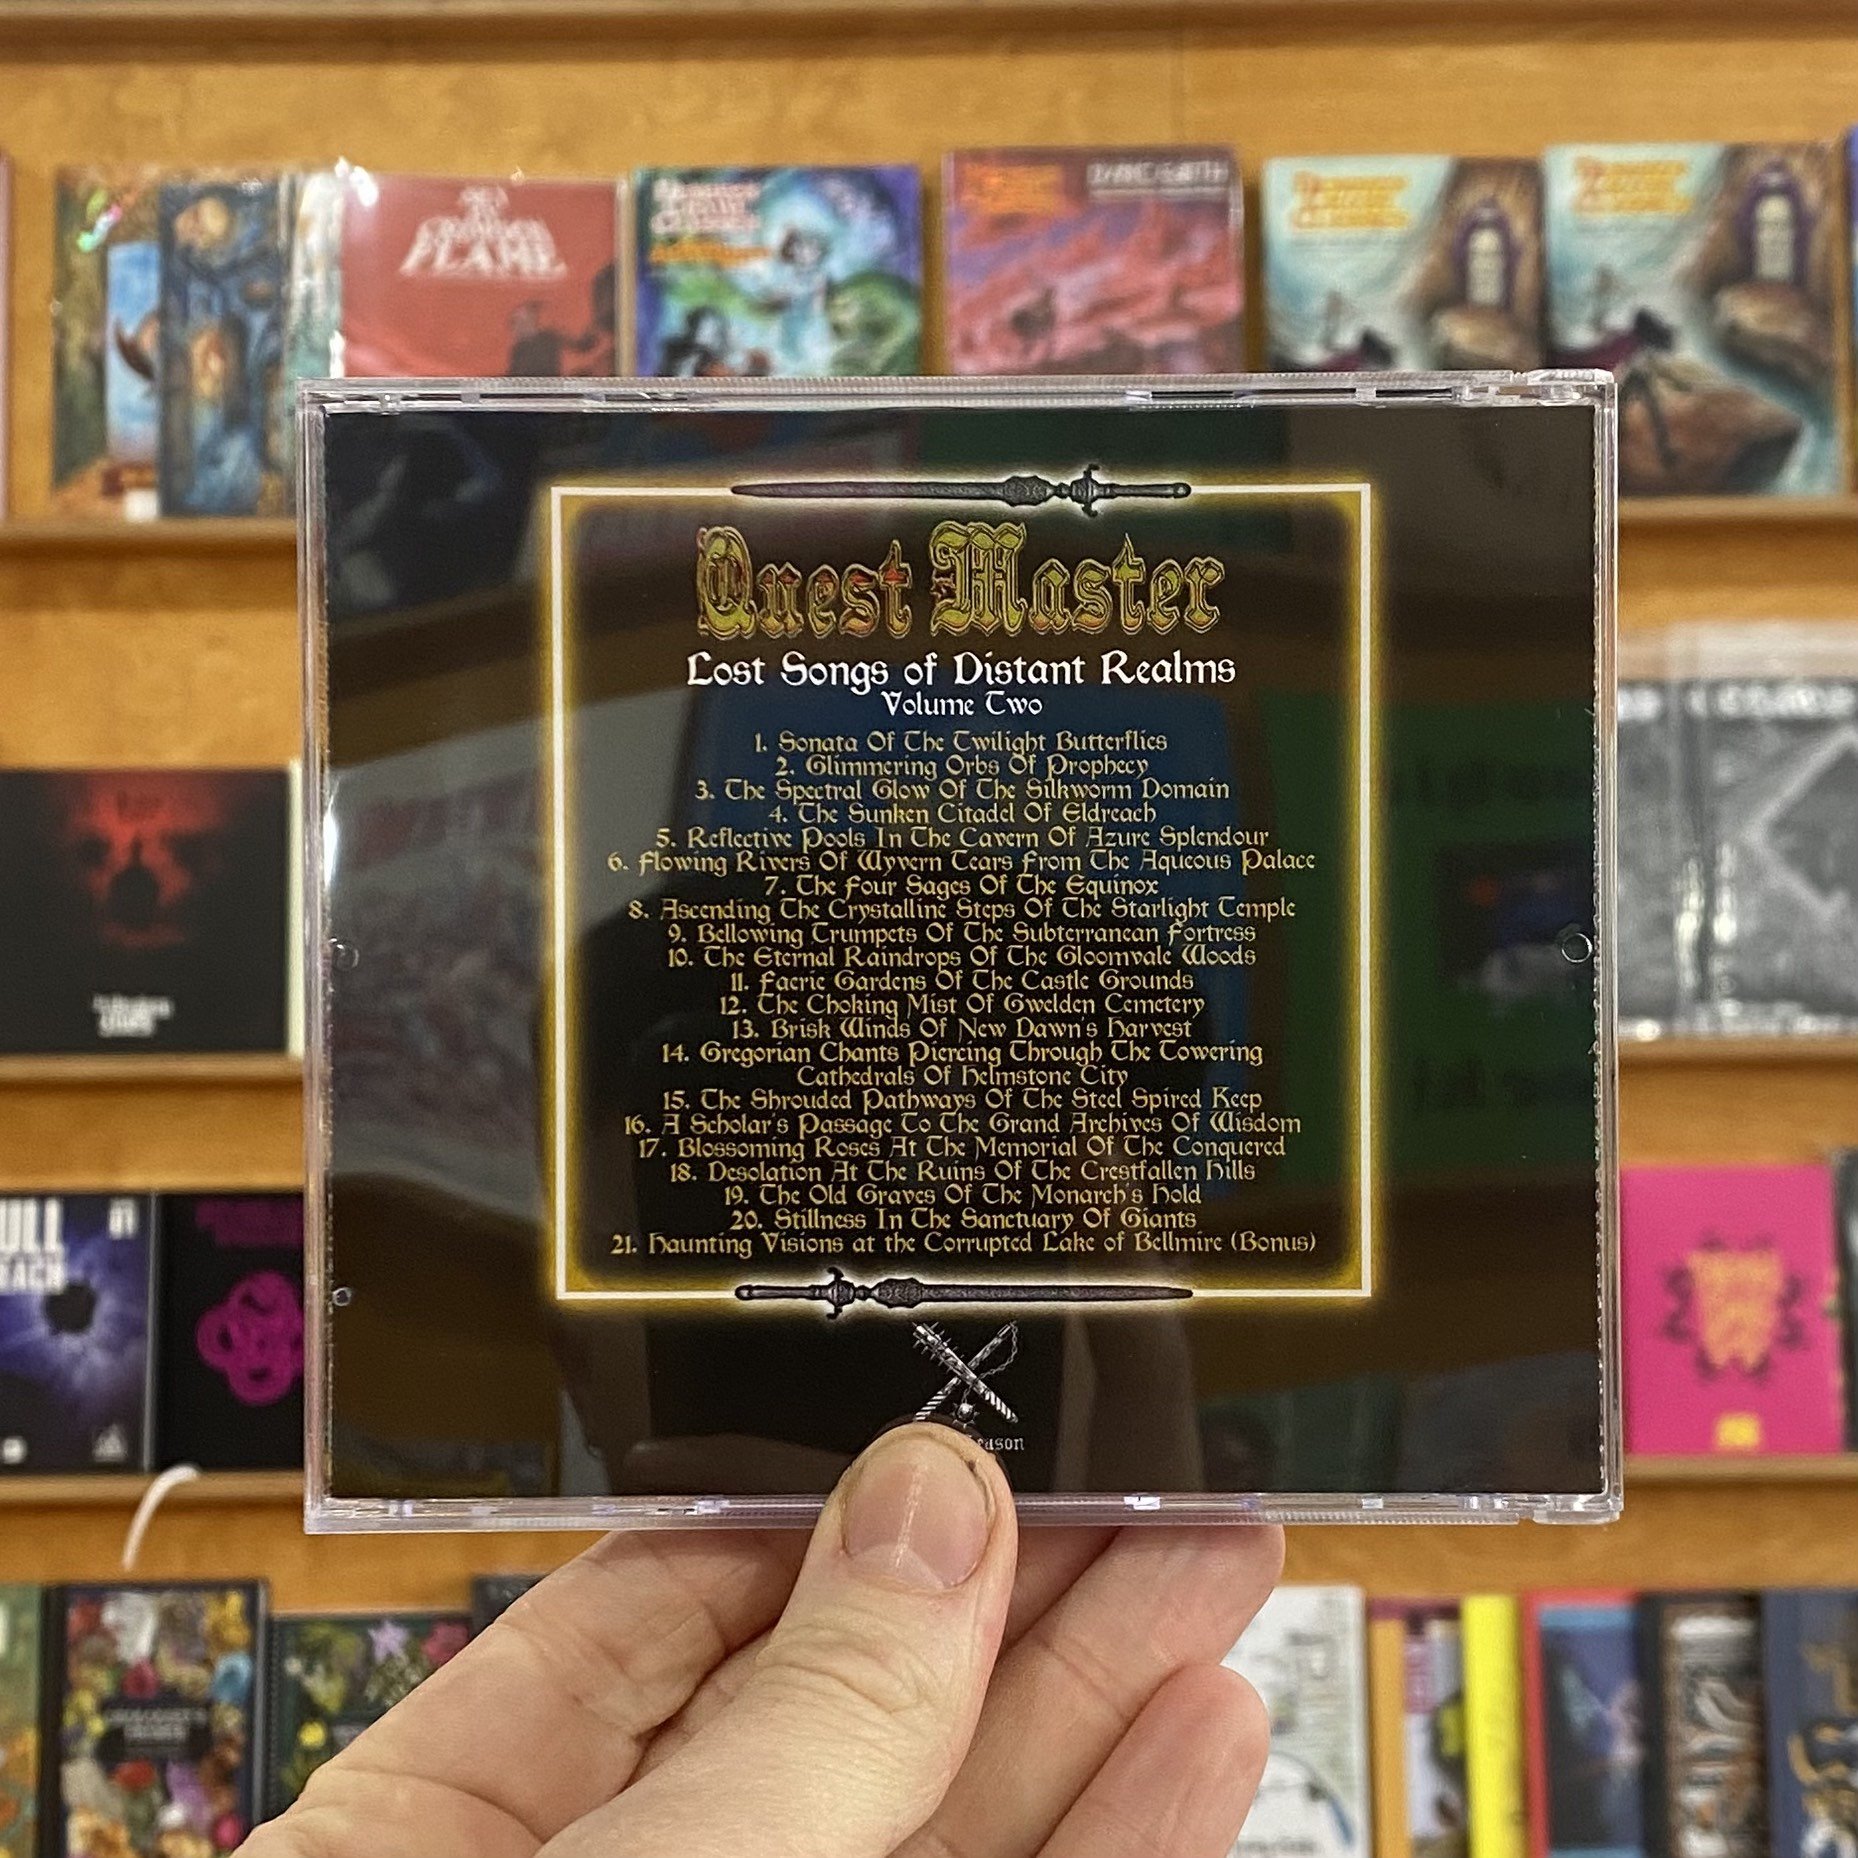 FLAME
DUNGEON
CRAWL
CLASSICS
DUNGEON
CRAWL
CLASSICS
DUNGEON
CRAWL
CLASSICS
Quest Master
Lost Songs of Distant Realms
Volume Two
1. Sonata Of The Twilight Butterflies
2. Glimmering Orbs Of Prophecy
3. The Spectral Glow Of The Silkworm Domain
4. The Sunken Citadel Of Eldreach
5. Reflective Pools In The Cavern Of Azure Splendour
6. Flowing Rivers Of Wyvern Tears From The Aqueous Palace
7. The Four Sages Of The Equinox
8. Ascending The Crystalline Steps Of The Starlight Temple
9. Bellowing Trumpets Of The Subterranean Fortress
10. The Eternal Raindrops Of The Gloomvale Woods
11. Faerie Gardens Of The Castle Grounds
12. The Choking Mist Of Gwelden Cemetery
13. Brisk Winds Of New Dawn's Harvest
14. Gregorian Chants Piercing Through The Towering
Cathedrals Of Helmstone City
15. The Shrouded Pathways Of The Steel Spired Keep
16. A Scholar's Passage To The Grand Archives Of Wisdom
17. Blossoming Roses At The Memorial Of The Conquered
18. Desolation At The Ruins Of The Crestfallen Hills
19. The Old Graves Of The Monarch's Hold
20. Stillness In The Sanctuary Of Giants
21. Haunting Visions at the Corrupted Lake of Bellmire (Bonus)